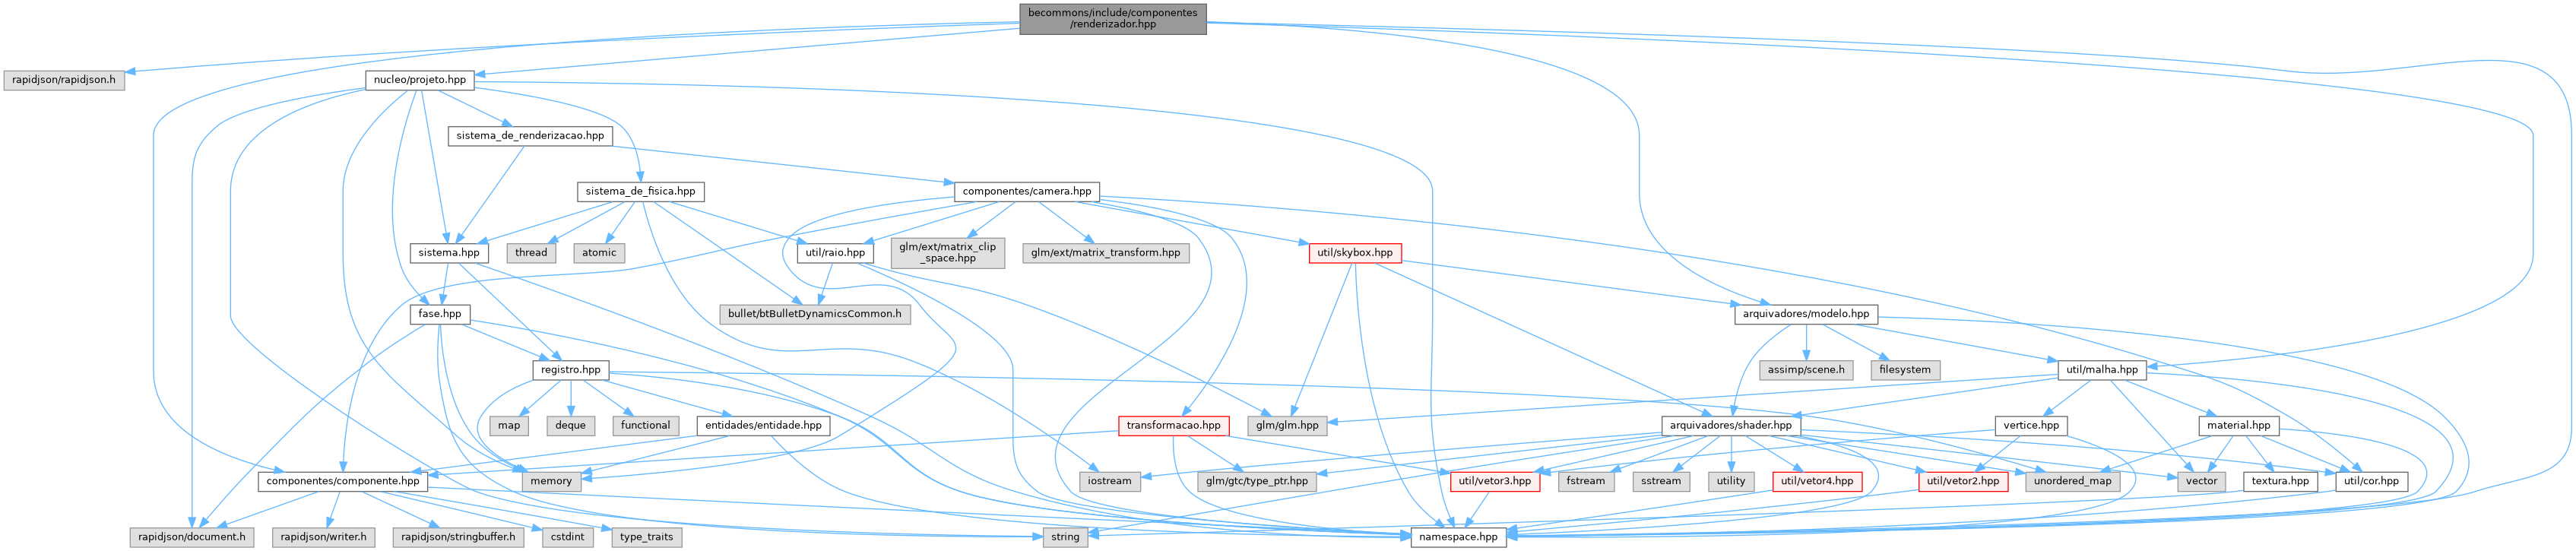 becommons/include/componentes
/renderizador.hpp
rapidjson/rapidjson.h
nucleo/projeto.hpp
sistema_de_renderizacao.hpp
sistema_de_fisica.hpp
componentes/camera.hpp
sistema.hpp
thread
atomic
util/raio.hpp
glm/ext/matrix_clip
_space.hpp
glm/ext/matrix_transform.hpp
util/skybox.hpp
fase.hpp
bullet/btBulletDynamicsCommon.h
arquivadores/modelo.hpp
registro.hpp
assimp/scene.h
filesystem
util/malha.hpp
map
deque
functional
entidades/entidade.hpp
transformacao.hpp
glm/glm.hpp
arquivadores/shader.hpp
vertice.hpp
material.hpp
componentes/componente.hpp
memory
iostream
glm/gtc/type_ptr.hpp
util/vetor3.hpp
fstream
sstream
utility
util/vetor4.hpp
util/vetor2.hpp
unordered_map
vector
textura.hpp
util/cor.hpp
rapidjson/document.h
rapidjson/writer.h
rapidjson/stringbuffer.h
cstdint
type_traits
string
namespace.hpp